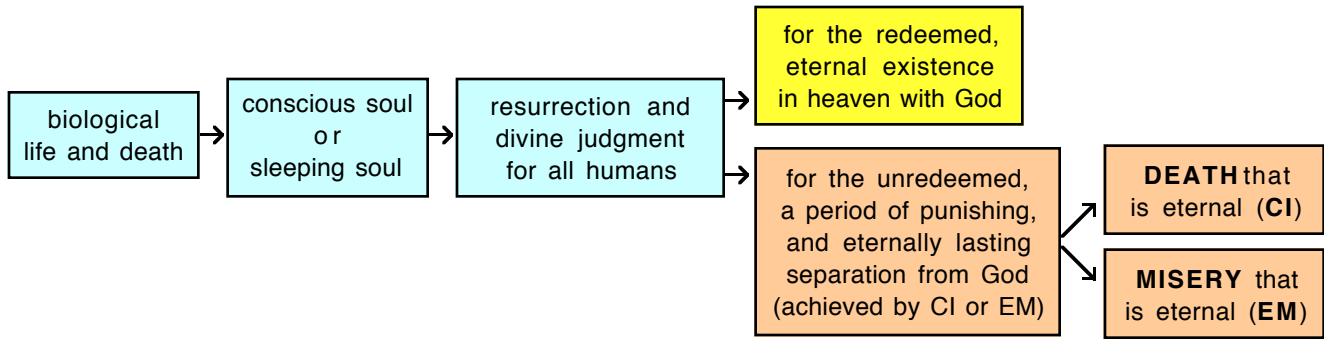 biological
life and death
conscious soul
or
sleeping soul
resurrection and
divine judgment
for all humans
for the redeemed,
eternal existence
in heaven with God
for the unredeemed,
a period of punishing,
and eternally lasting
separation from God
(achieved by CI or EM)
DEATH that
is eternal (CI)
MISERY that
is eternal (EM)